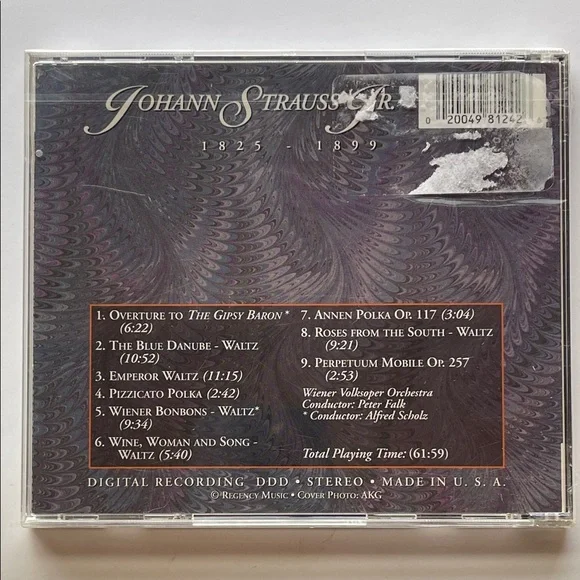 Johann Strauss Jr.
0 20049 81242 6
1825 - 1899
1. Overture to The Gipsy Baron *
(6:22)
2. The Blue Danube - Waltz
(10:52)
3. Emperor Waltz (11:15)
4. Pizzicato Polka (2:42)
5. Wiener Bonbons - Waltz*
(9:34)
6. Wine, Woman and Song -
Waltz (5:40)
7. Annen Polka Op. 117 (3:04)
8. Roses from the South - Waltz
(9:21)
9. Perpetuum Mobile Op. 257
(2:53)
Wiener Volksoper Orchestra
Conductor: Peter Falk
* Conductor: Alfred Scholz
Total Playing Time: (61:59)
DIGITAL RECORDING DDD • STEREO • MADE IN U. S. A.
© Regency Music • Cover Photo: AKG